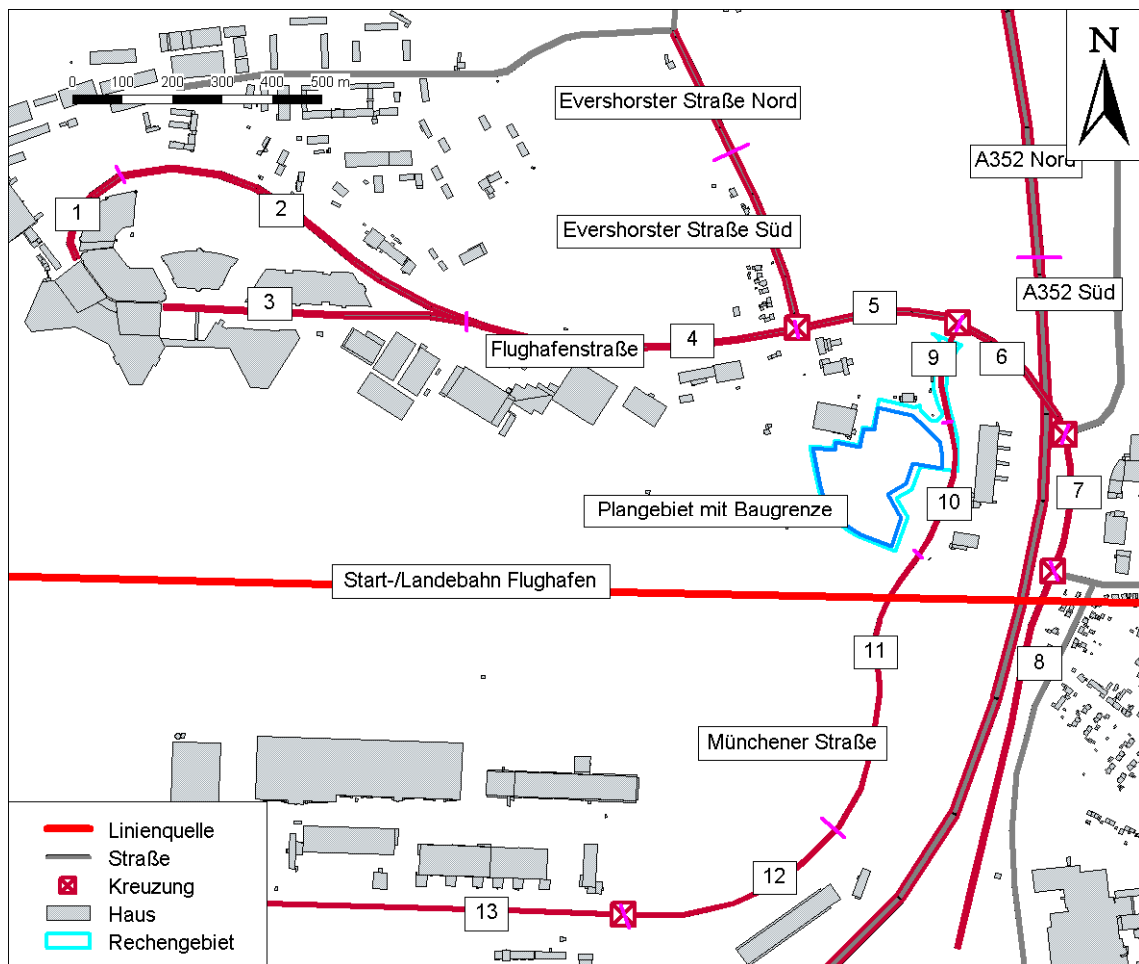 N
0 100 200 300 400 500 m
Evershorster Straße Nord
A352 Nord
1
2
Evershorster Straße Süd
A352 Süd
3
4
5
Flughafenstraße
9
6
7
10
Plangebiet mit Baugrenze
Start-/Landebahn Flughafen
11
8
Münchener Straße
12
13
Linienquelle
Straße
Kreuzung
Haus
Rechengebiet